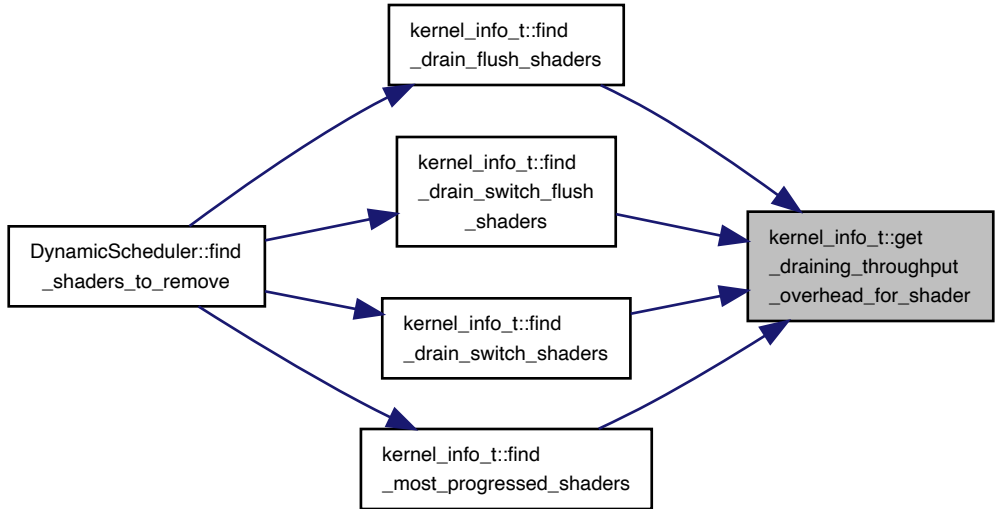 kernel_info_t::find
_drain_flush_shaders
kernel_info_t::find
_drain_switch_flush
_shaders
DynamicScheduler::find
_shaders_to_remove
kernel_info_t::get
_draining_throughput
_overhead_for_shader
kernel_info_t::find
_drain_switch_shaders
kernel_info_t::find
_most_progressed_shaders